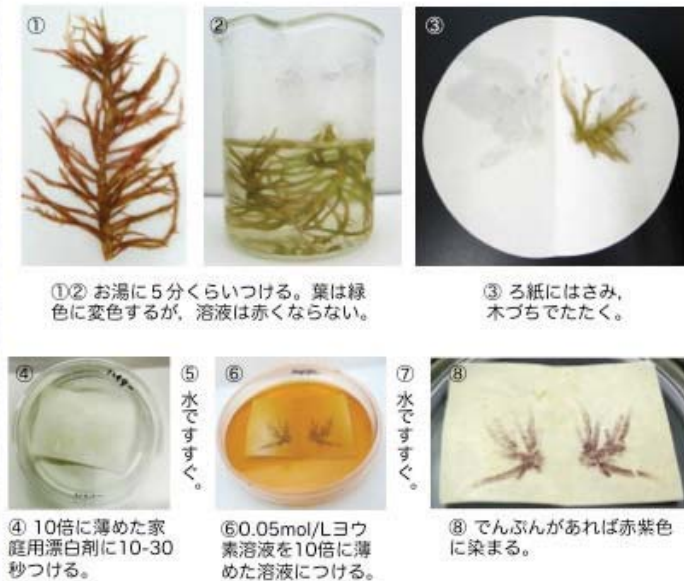 ①
②
③
①② お湯に5分くらいつける。葉は緑
色に変色するが，溶液は赤くならない。
③ ろ紙にはさみ，
木づちでたたく。
④
⑤ 水ですすぐ。
⑥
⑦ 水ですすぐ。
⑧
④ 10倍に薄めた家
庭用漂白剤に10-30
秒つける。
⑥0.05mol/Lヨウ
素溶液を10倍に薄
めた溶液につける。
⑧ でんぷんがあれば赤紫色
に染まる。